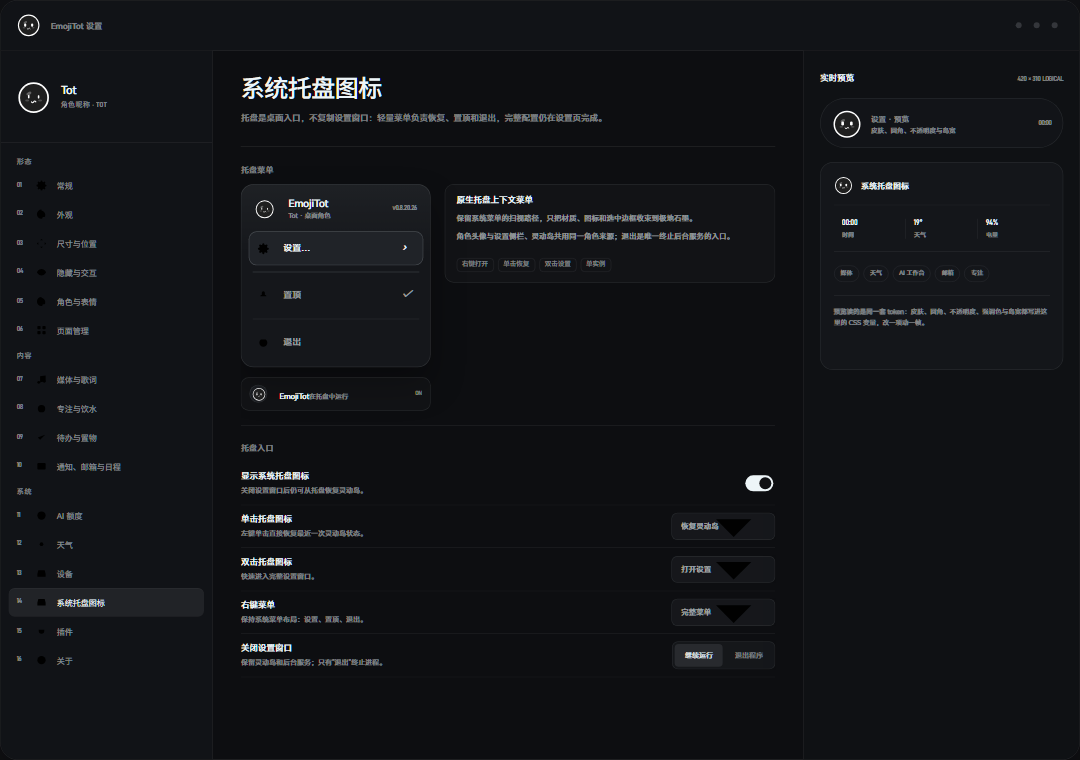 EmojiTot 设置
Tot
角色昵称 · TOT
形态
01 常规
02 外观
03 尺寸与位置
04 隐藏与交互
05 角色与表情
06 页面管理
内容
07 媒体与歌词
08 专注与饮水
09 待办与置物
10 通知、邮箱与日程
系统
11 AI 额度
12 天气
13 设备
14 系统托盘图标
15 插件
16 关于
系统托盘图标
托盘是桌面入口，不复制设置窗口：轻量菜单负责恢复、置顶和退出，完整配置仍在设置页完成。
托盘菜单
EmojiTot
Tot · 桌面角色
v0.8.20.26
设置...
置顶
退出
EmojiTot在托盘中运行
ON
原生托盘上下文菜单
保留系统菜单的扫视路径，只把材质、图标和选中边框收束到极地石墨。
角色头像与设置侧栏、灵动岛共用同一角色来源；退出是唯一终止后台服务的入口。
右键打开
单击恢复
双击设置
单实例
托盘入口
显示系统托盘图标
关闭设置窗口后仍可从托盘恢复灵动岛。
单击托盘图标
左键单击直接恢复最近一次灵动岛状态。
恢复灵动岛
双击托盘图标
快速进入完整设置窗口。
打开设置
右键菜单
保持系统菜单布局：设置、置顶、退出。
完整菜单
关闭设置窗口
保留灵动岛和后台服务；只有"退出"终止进程。
继续运行
退出程序
实时预览
420 × 310 LOGICAL
设置 · 预览
皮肤、圆角、不透明度与岛宽
00:00
系统托盘图标
00:00
时间
19°
天气
94%
电量
媒体
天气
AI 工作台
邮箱
专注
预览读的是同一套 token：皮肤、圆角、不透明度、强调色与岛宽都写进这
里的 CSS 变量，改一项动一帧。